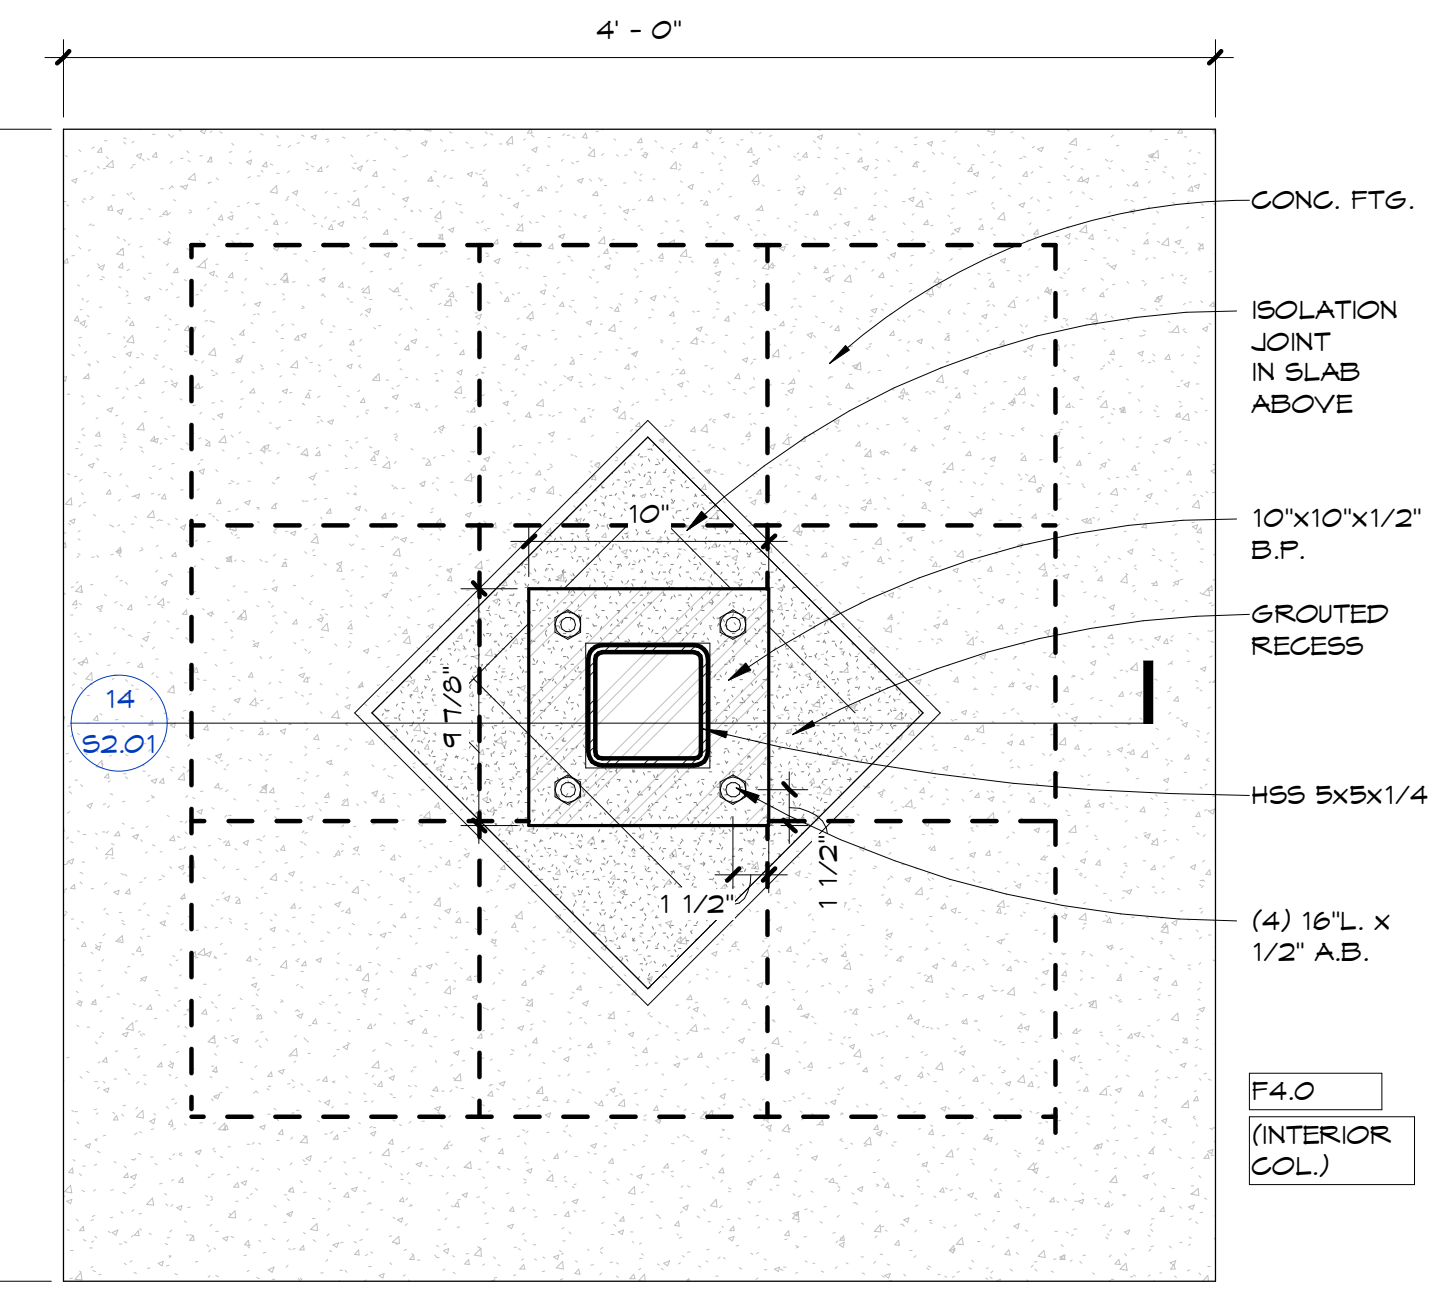 4' - 0"
CONC. FTG.
ISOLATION
JOINT
IN SLAB
ABOVE
10"
10"x10"x1/2"
B.P.
GROUTED
RECESS
9 7/8"
14
S2.01
HSS 5x5x1/4
1 1/2"
1 1/2"
(4) 16"L. x
1/2" A.B.
F4.0
(INTERIOR
COL.)